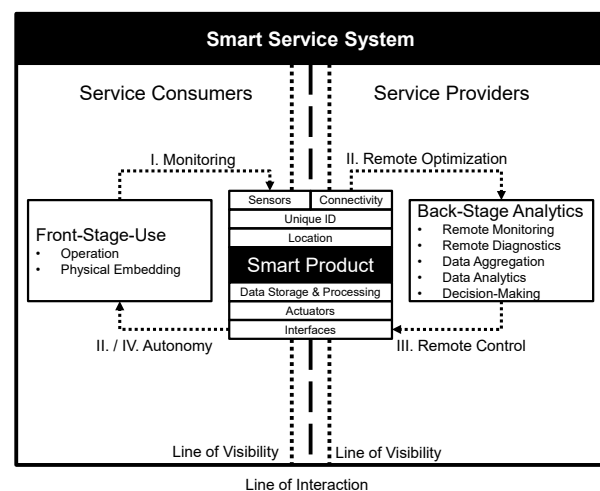 Smart Service System
Service Consumers
Service Providers
I. Monitoring
II. Remote Optimization
Sensors
Connectivity
Unique ID
Location
Smart Product
Data Storage & Processing
Actuators
Interfaces
Front-Stage-Use
• Operation
• Physical Embedding
Back-Stage Analytics
• Remote Monitoring
• Remote Diagnostics
• Data Aggregation
• Data Analytics
• Decision-Making
II. / IV. Autonomy
III. Remote Control
Line of Visibility
Line of Visibility
Line of Interaction